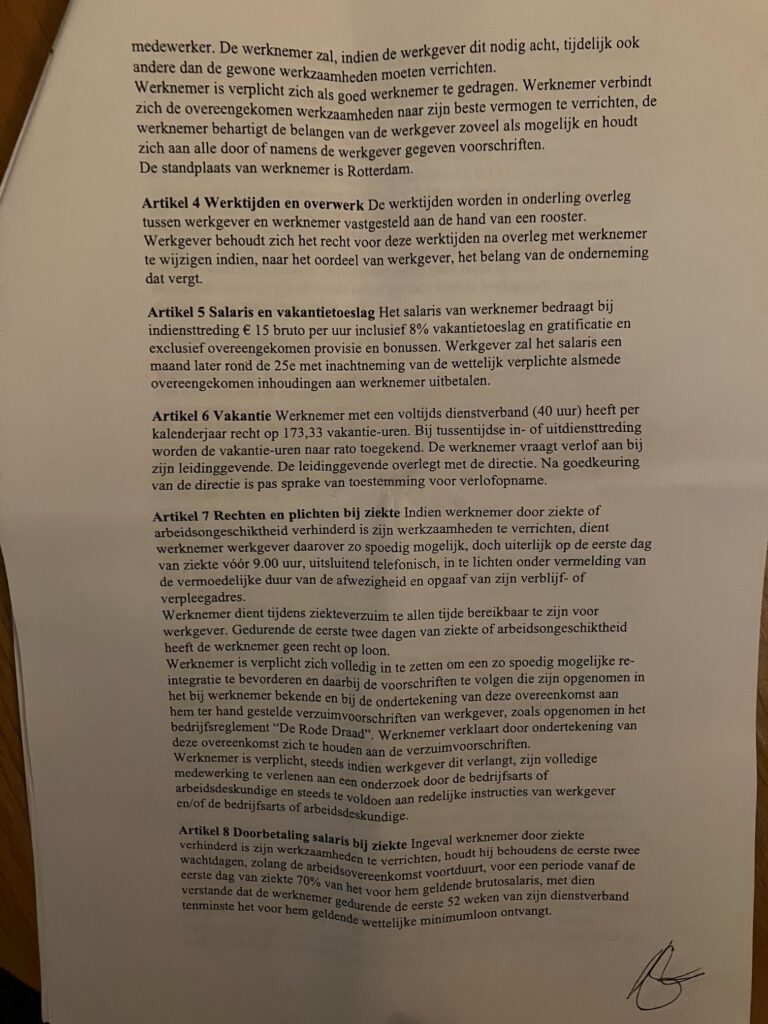 medewerker. De werknemer zal, indien de werkgever dit nodig acht, tijdelijk ook
andere dan de gewone werkzaamheden moeten verrichten.
Werknemer is verplicht zich als goed werknemer te gedragen. Werknemer verbindt
zich de overeengekomen werkzaamheden naar zijn beste vermogen te verrichten, de
werknemer behartigt de belangen van de werkgever zoveel als mogelijk en houdt
zich aan alle door of namens de werkgever gegeven voorschriften.
De standplaats van werknemer is Rotterdam.
Artikel 4 Werktijden en overwerk De werktijden worden in onderling overleg
tussen werkgever en werknemer vastgesteld aan de hand van een rooster.
Werkgever behoudt zich het recht voor deze werktijden na overleg met werknemer
te wijzigen indien, naar het oordeel van werkgever, het belang van de onderneming
dat vergt.
Artikel 5 Salaris en vakantietoeslag Het salaris van werknemer bedraagt bij
indiensttreding € 15 bruto per uur inclusief 8% vakantietoeslag en gratificatie en
exclusief overeengekomen provisie en bonussen. Werkgever zal het salaris een
maand later rond de 25e met inachtneming van de wettelijk verplichte alsmede
overeengekomen inhoudingen aan werknemer uitbetalen.
Artikel 6 Vakantie Werknemer met een voltijds dienstverband (40 uur) heeft per
kalenderjaar recht op 173,33 vakantie-uren. Bij tussentijdse in- of uitdiensttreding
worden de vakantie-uren naar rato toegekend. De werknemer vraagt verlof aan bij
zijn leidinggevende. De leidinggevende overlegt met de directie. Na goedkeuring
van de directie is pas sprake van toestemming voor verlofopname.
Artikel 7 Rechten en plichten bij ziekte Indien werknemer door ziekte of
arbeidsongeschiktheid verhinderd is zijn werkzaamheden te verrichten, dient
werknemer werkgever daarover zo spoedig mogelijk, doch uiterlijk op de eerste dag
van ziekte vóór 9.00 uur, uitsluitend telefonisch, in te lichten onder vermelding van
de vermoedelijke duur van de afwezigheid en opgaaf van zijn verblijf- of
verpleegadres.
Werknemer dient tijdens ziekteverzuim te allen tijde bereikbaar te zijn voor
werkgever. Gedurende de eerste twee dagen van ziekte of arbeidsongeschiktheid
heeft de werknemer geen recht op loon.
Werknemer is verplicht zich volledig in te zetten om een zo spoedig mogelijke re-
integratie te bevorderen en daarbij de voorschriften te volgen die zijn opgenomen in
het bij werknemer bekende en bij de ondertekening van deze overeenkomst aan
hem ter hand gestelde verzuimvoorschriften van werkgever, zoals opgenomen in het
bedrijfsreglement “De Rode Draad”. Werknemer verklaart door ondertekening van
deze overeenkomst zich te houden aan de verzuimvoorschriften.
Werknemer is verplicht, steeds indien werkgever dit verlangt, zijn volledige
medewerking te verlenen aan een onderzoek door de bedrijfsarts of
arbeidsdeskundige en steeds te voldoen aan redelijke instructies van werkgever
en/of de bedrijfsarts of arbeidsdeskundige.
Artikel 8 Doorbetaling salaris bij ziekte Ingeval werknemer door ziekte
verhinderd is zijn werkzaamheden te verrichten, houdt hij behoudens de eerste twee
wachtdagen, zolang de arbeidsovereenkomst voortduurt, voor een periode vanaf de
eerste dag van ziekte 70% van het voor hem geldende brutosalaris, met dien
verstande dat de werknemer gedurende de eerste 52 weken van zijn dienstverband
tenminste het voor hem geldende wettelijke minimumloon ontvangt.